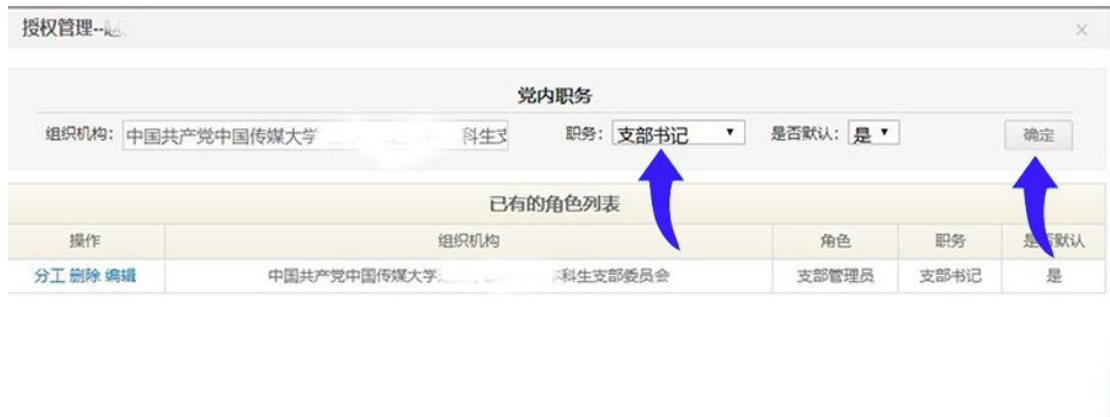 授权管理--
党内职务
组织机构: 中国共产党中国传媒大学 科生支 职务: 支部书记 是否默认: 是 确定
已有的角色列表
操作 组织机构 角色 职务 是否默认
分工 删除 编辑 中国共产党中国传媒大学 科生支部委员会 支部管理员 支部书记 是